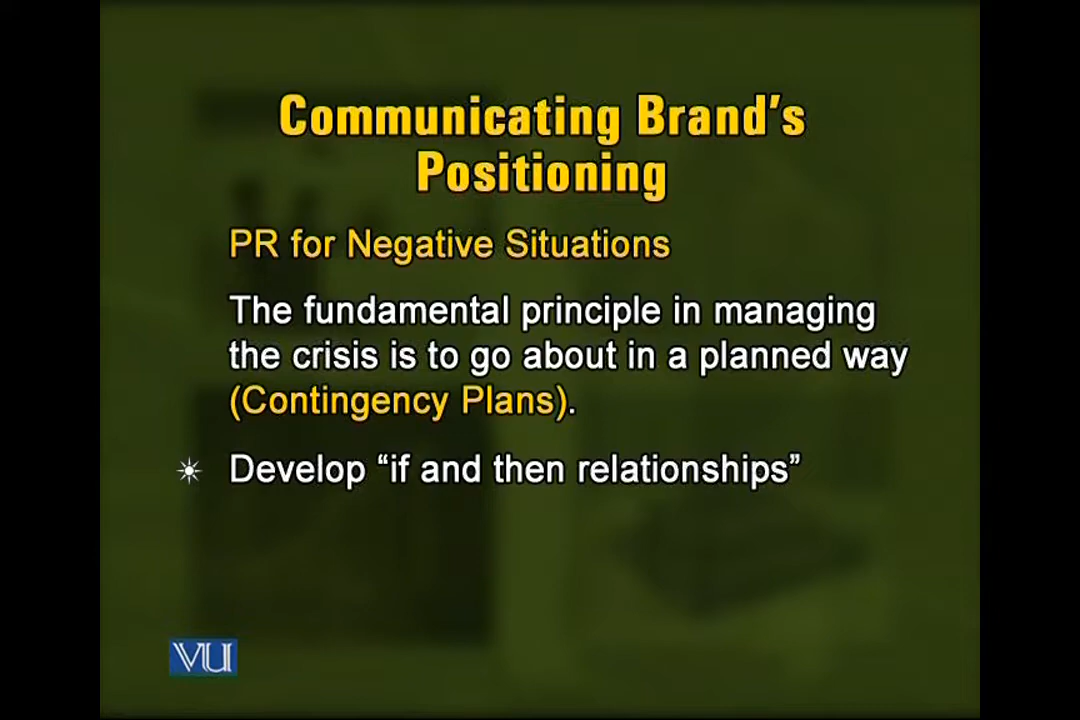 Communicating Brand's
Positioning
PR for Negative Situations
The fundamental principle in managing
the crisis is to go about in a planned way
(Contingency Plans).
Develop “if and then relationships”
VU